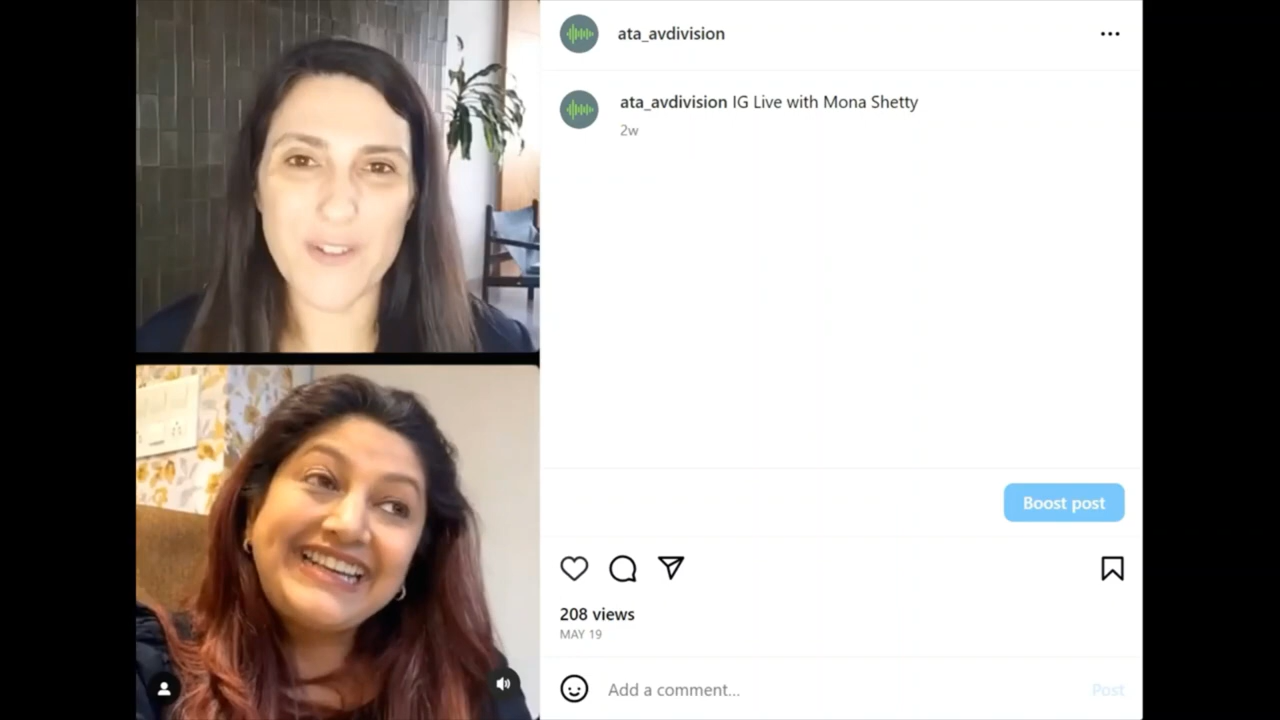 ata_avdivision
ata_avdivision IG Live with Mona Shetty
2w
Boost post
208 views
MAY 19
Add a comment...
Post